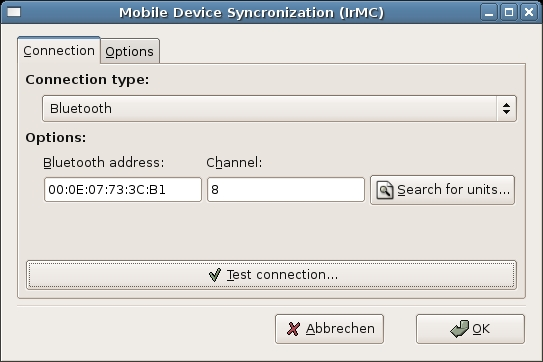 Mobile Device Syncronization (IrMC)
Connection Options
Connection type:
Bluetooth
Options:
Bluetooth address: Channel:
00:0E:07:73:3C:B1 8 Search for units...
Test connection...
Abbrechen OK